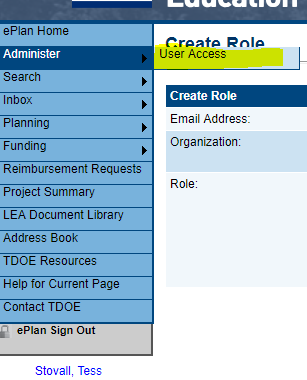 Education
ePlan Home
Administer
User Access
Create Role
Search
Inbox
Planning
Funding
Reimbursement Requests
Project Summary
LEA Document Library
Address Book
TDOE Resources
Help for Current Page
Contact TDOE
ePlan Sign Out
Stovall, Tess
Create Role
Email Address:
Organization:
Role: